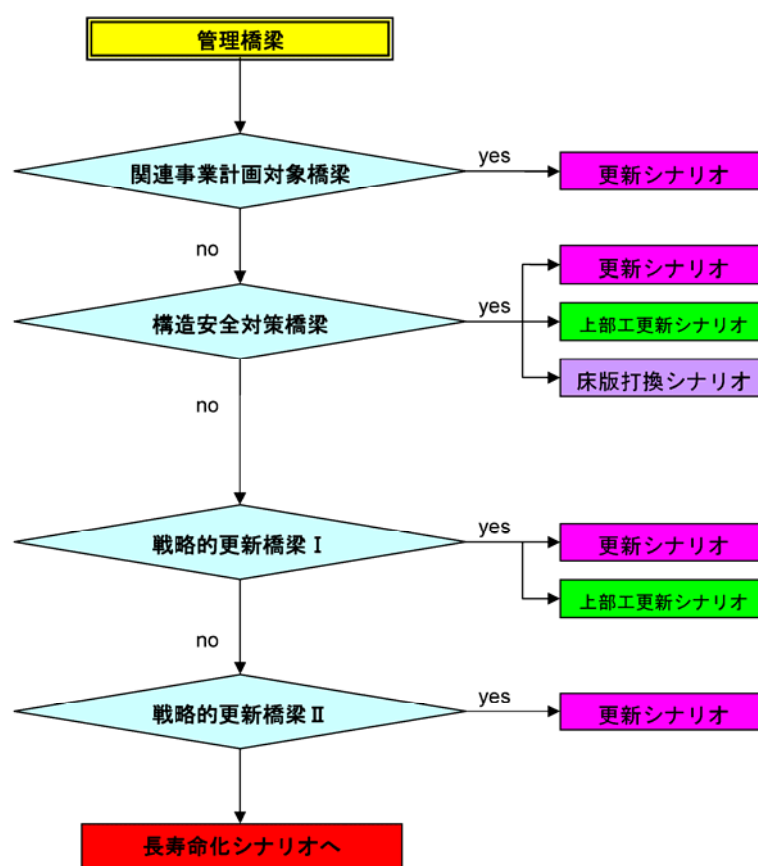 管理橋梁
関連事業計画対象橋梁
yes
更新シナリオ
no
更新シナリオ
構造安全対策橋梁
yes
上部工更新シナリオ
床版打換シナリオ
no
戦略的更新橋梁Ⅰ
yes
更新シナリオ
上部工更新シナリオ
no
戦略的更新橋梁Ⅱ
yes
更新シナリオ
長寿命化シナリオへ